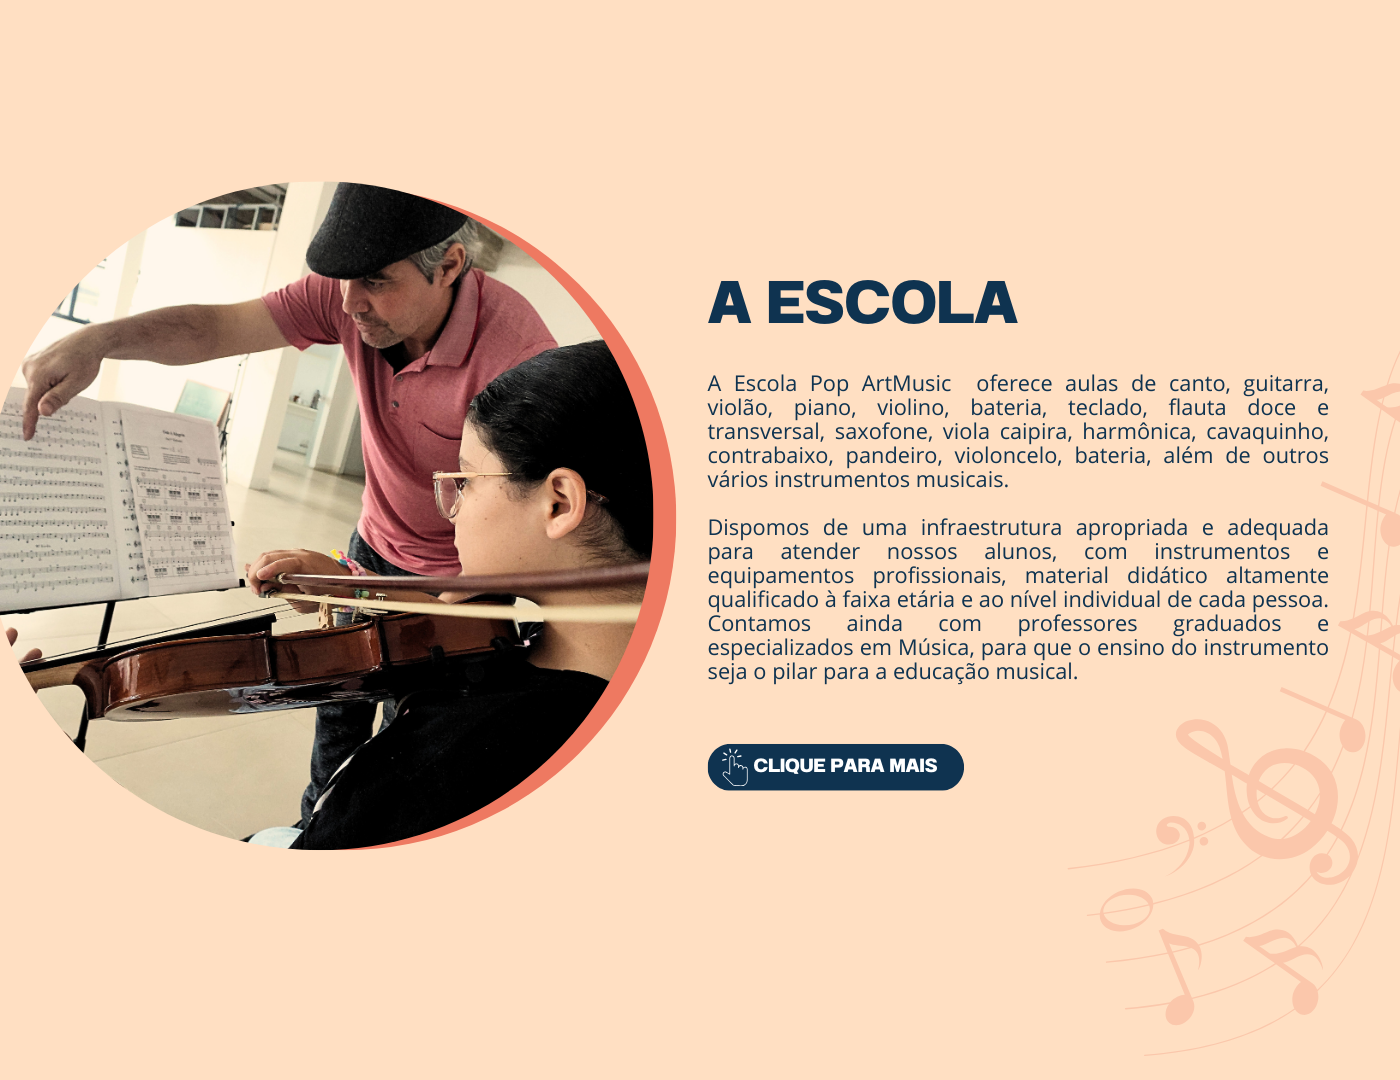 A ESCOLA
A Escola Pop ArtMusic oferece aulas de canto, guitarra,
violão, piano, violino, bateria, teclado, flauta doce e
transversal, saxofone, viola caipira, harmônica, cavaquinho,
contrabaixo, pandeiro, violoncelo, bateria, além de outros
vários instrumentos musicais.
Dispomos de uma infraestrutura apropriada e adequada
para atender nossos alunos, com instrumentos e
equipamentos profissionais, material didático altamente
qualificado à faixa etária e ao nível individual de cada pessoa.
Contamos ainda com professores graduados e
especializados em Música, para que o ensino do instrumento
seja o pilar para a educação musical.
CLIQUE PARA MAIS